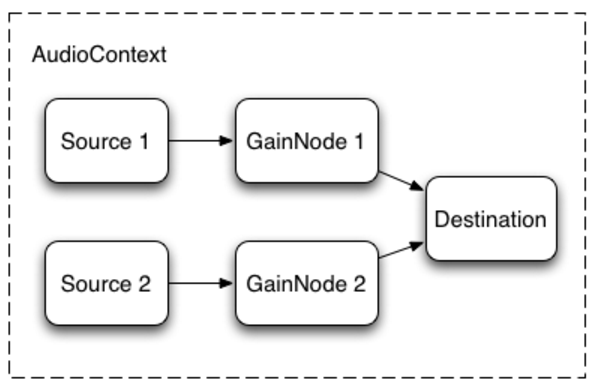 AudioContext
Source 1
GainNode 1
Destination
Source 2
GainNode 2